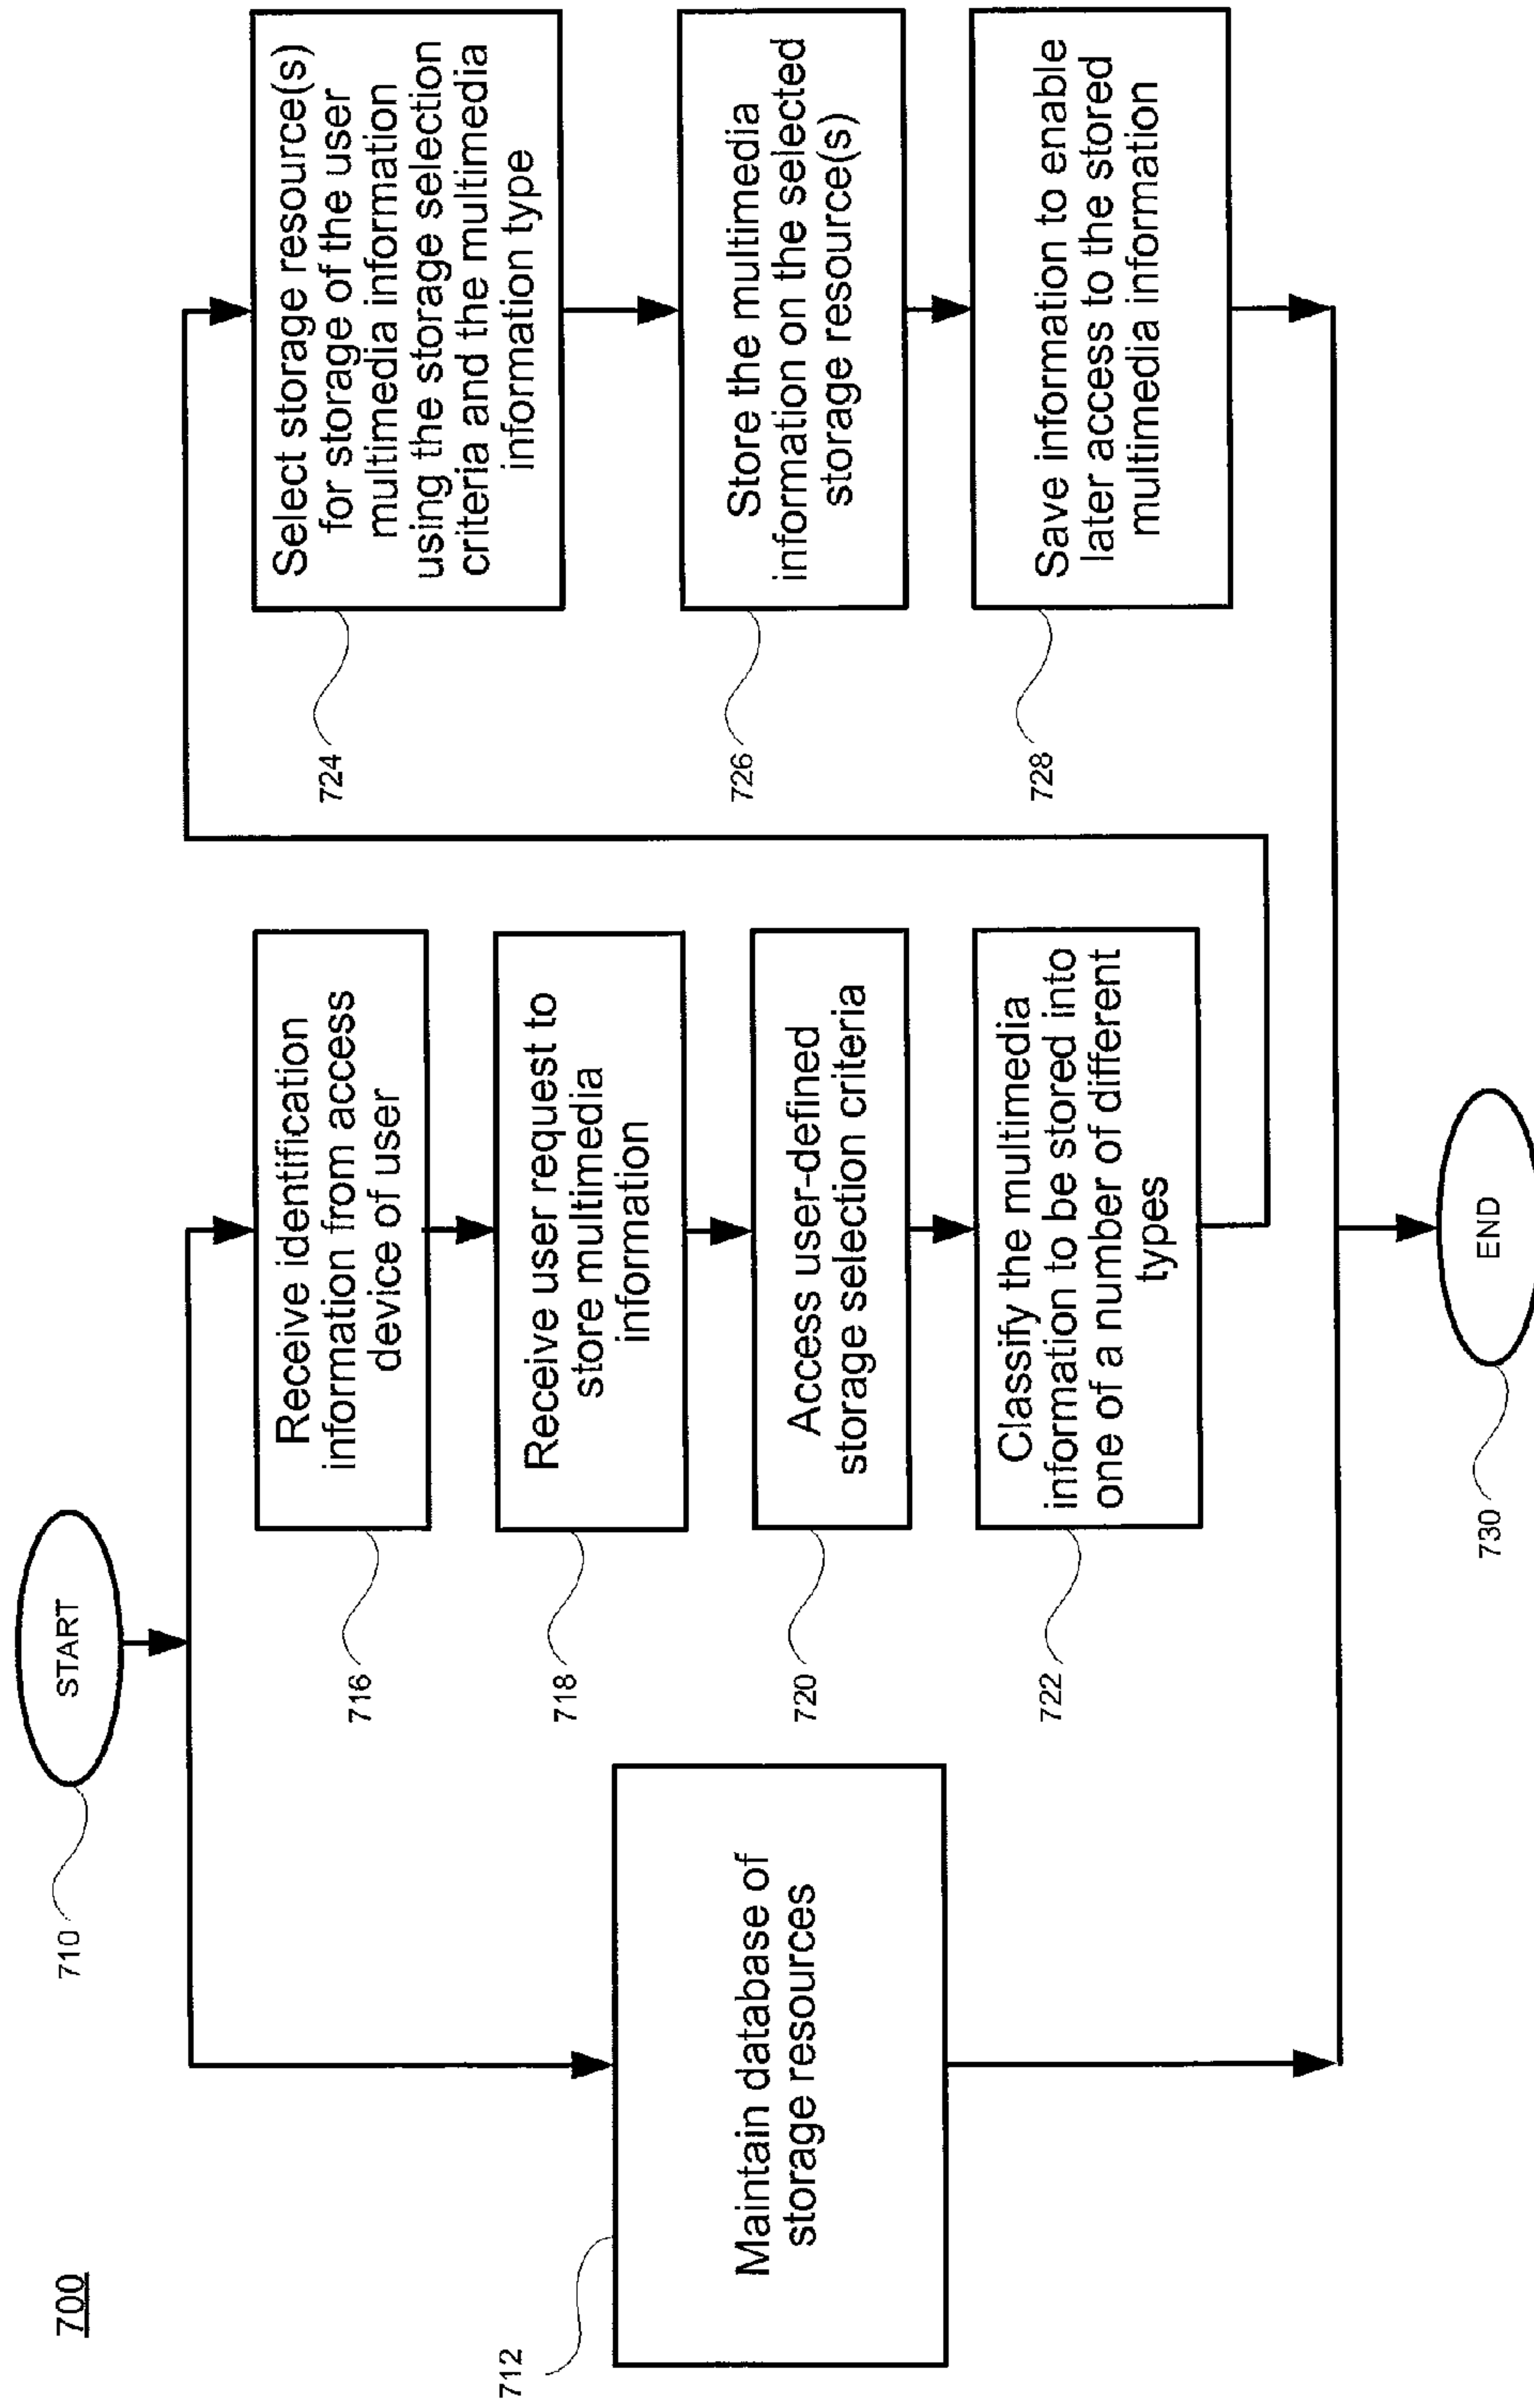 700
START
710
Maintain database of
storage resources
712
Receive identification
information from access
device of user
716
Receive user request to
store multimedia
information
718
Access user-defined
storage selection criteria
720
Classify the multimedia
information to be stored into
one of a number of different
types
722
Select storage resource(s)
for storage of the user
multimedia information
using the storage selection
criteria and the multimedia
information type
724
Store the multimedia
information on the selected
storage resource(s)
726
Save information to enable
later access to the stored
multimedia information
728
END
730